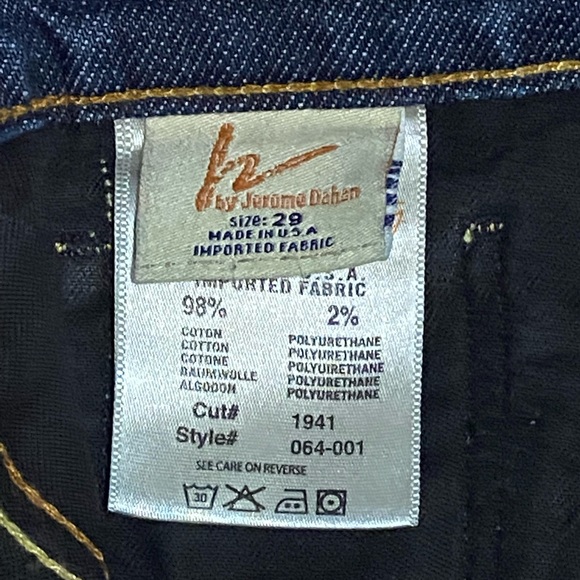 by Jerome Dahan
Size: 29
MADE IN U.S.A
IMPORTED FABRIC
.S.A.
IMPORTED FABRIC
98% 2%
COTON POLYURETHANE
COTTON POLYURETHANE
COTONE POLYUIRETHANE
BAUMWOLLE POLYURETHANE
ALGODON POLYURETHANE
Cut# 1941
Style# 064-001
SEE CARE ON REVERSE
30